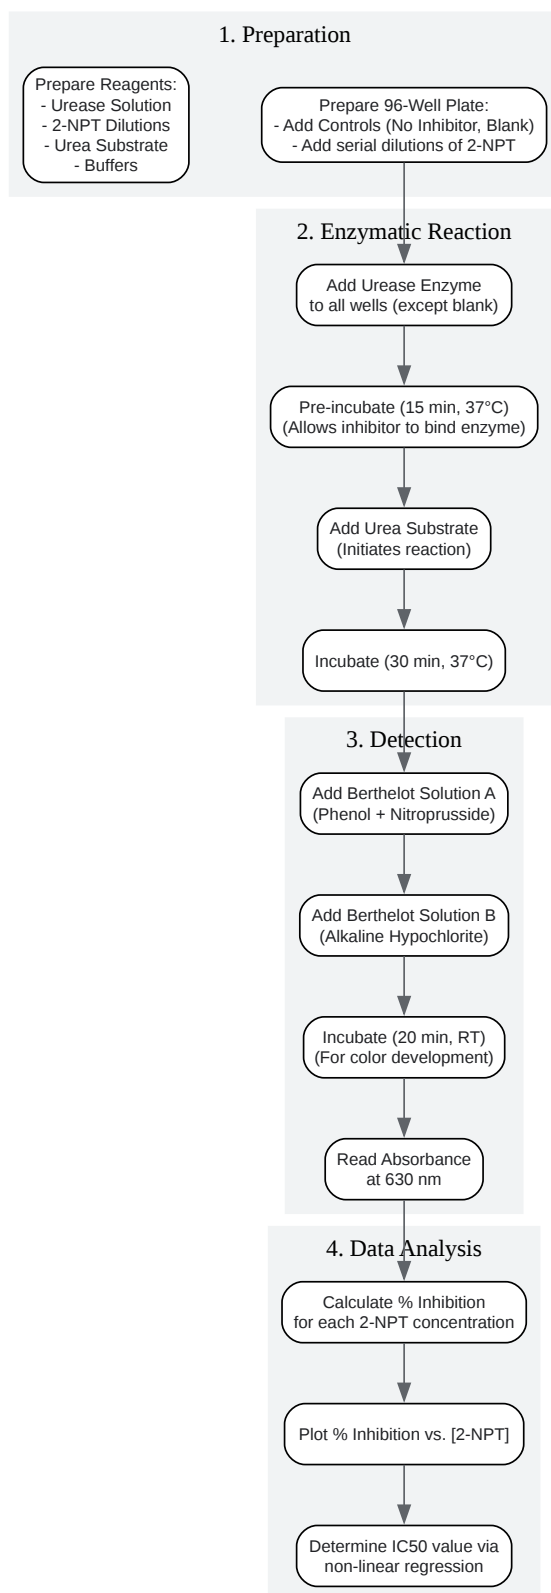 1. Preparation
Prepare Reagents:
- Urease Solution
- 2-NPT Dilutions
- Urea Substrate
- Buffers
Prepare 96-Well Plate:
- Add Controls (No Inhibitor, Blank)
- Add serial dilutions of 2-NPT
2. Enzymatic Reaction
Add Urease Enzyme
to all wells (except blank)
Pre-incubate (15 min, 37°C)
(Allows inhibitor to bind enzyme)
Add Urea Substrate
(Initiates reaction)
Incubate (30 min, 37°C)
3. Detection
Add Berthelot Solution A
(Phenol + Nitroprusside)
Add Berthelot Solution B
(Alkaline Hypochlorite)
Incubate (20 min, RT)
(For color development)
Read Absorbance
at 630 nm
4. Data Analysis
Calculate % Inhibition
for each 2-NPT concentration
Plot % Inhibition vs. [2-NPT]
Determine IC50 value via
non-linear regression